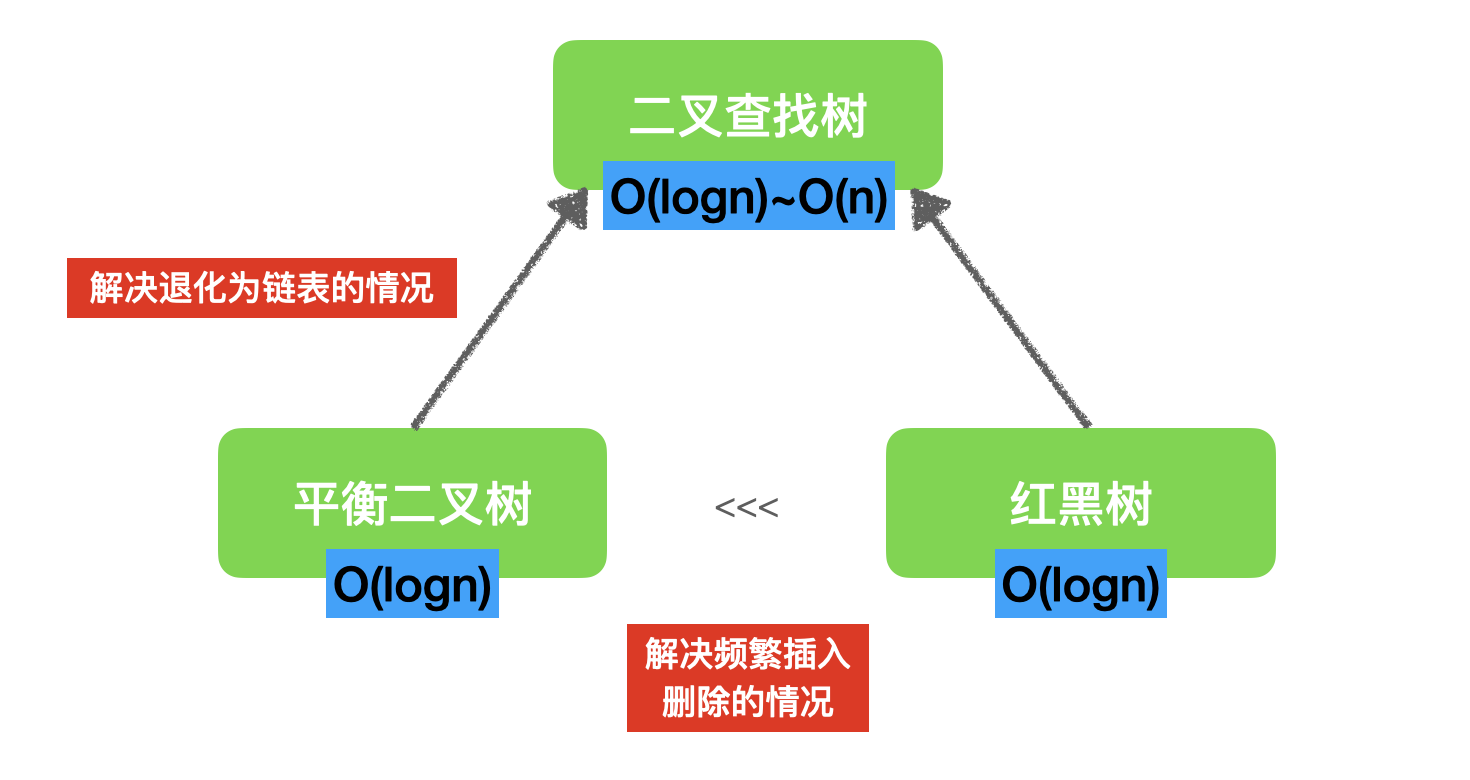 二叉查找树
O(logn)~O(n)
解决退化为链表的情况
平衡二叉树
<<<
红黑树
O(logn)
O(logn)
解决频繁插入
删除的情况